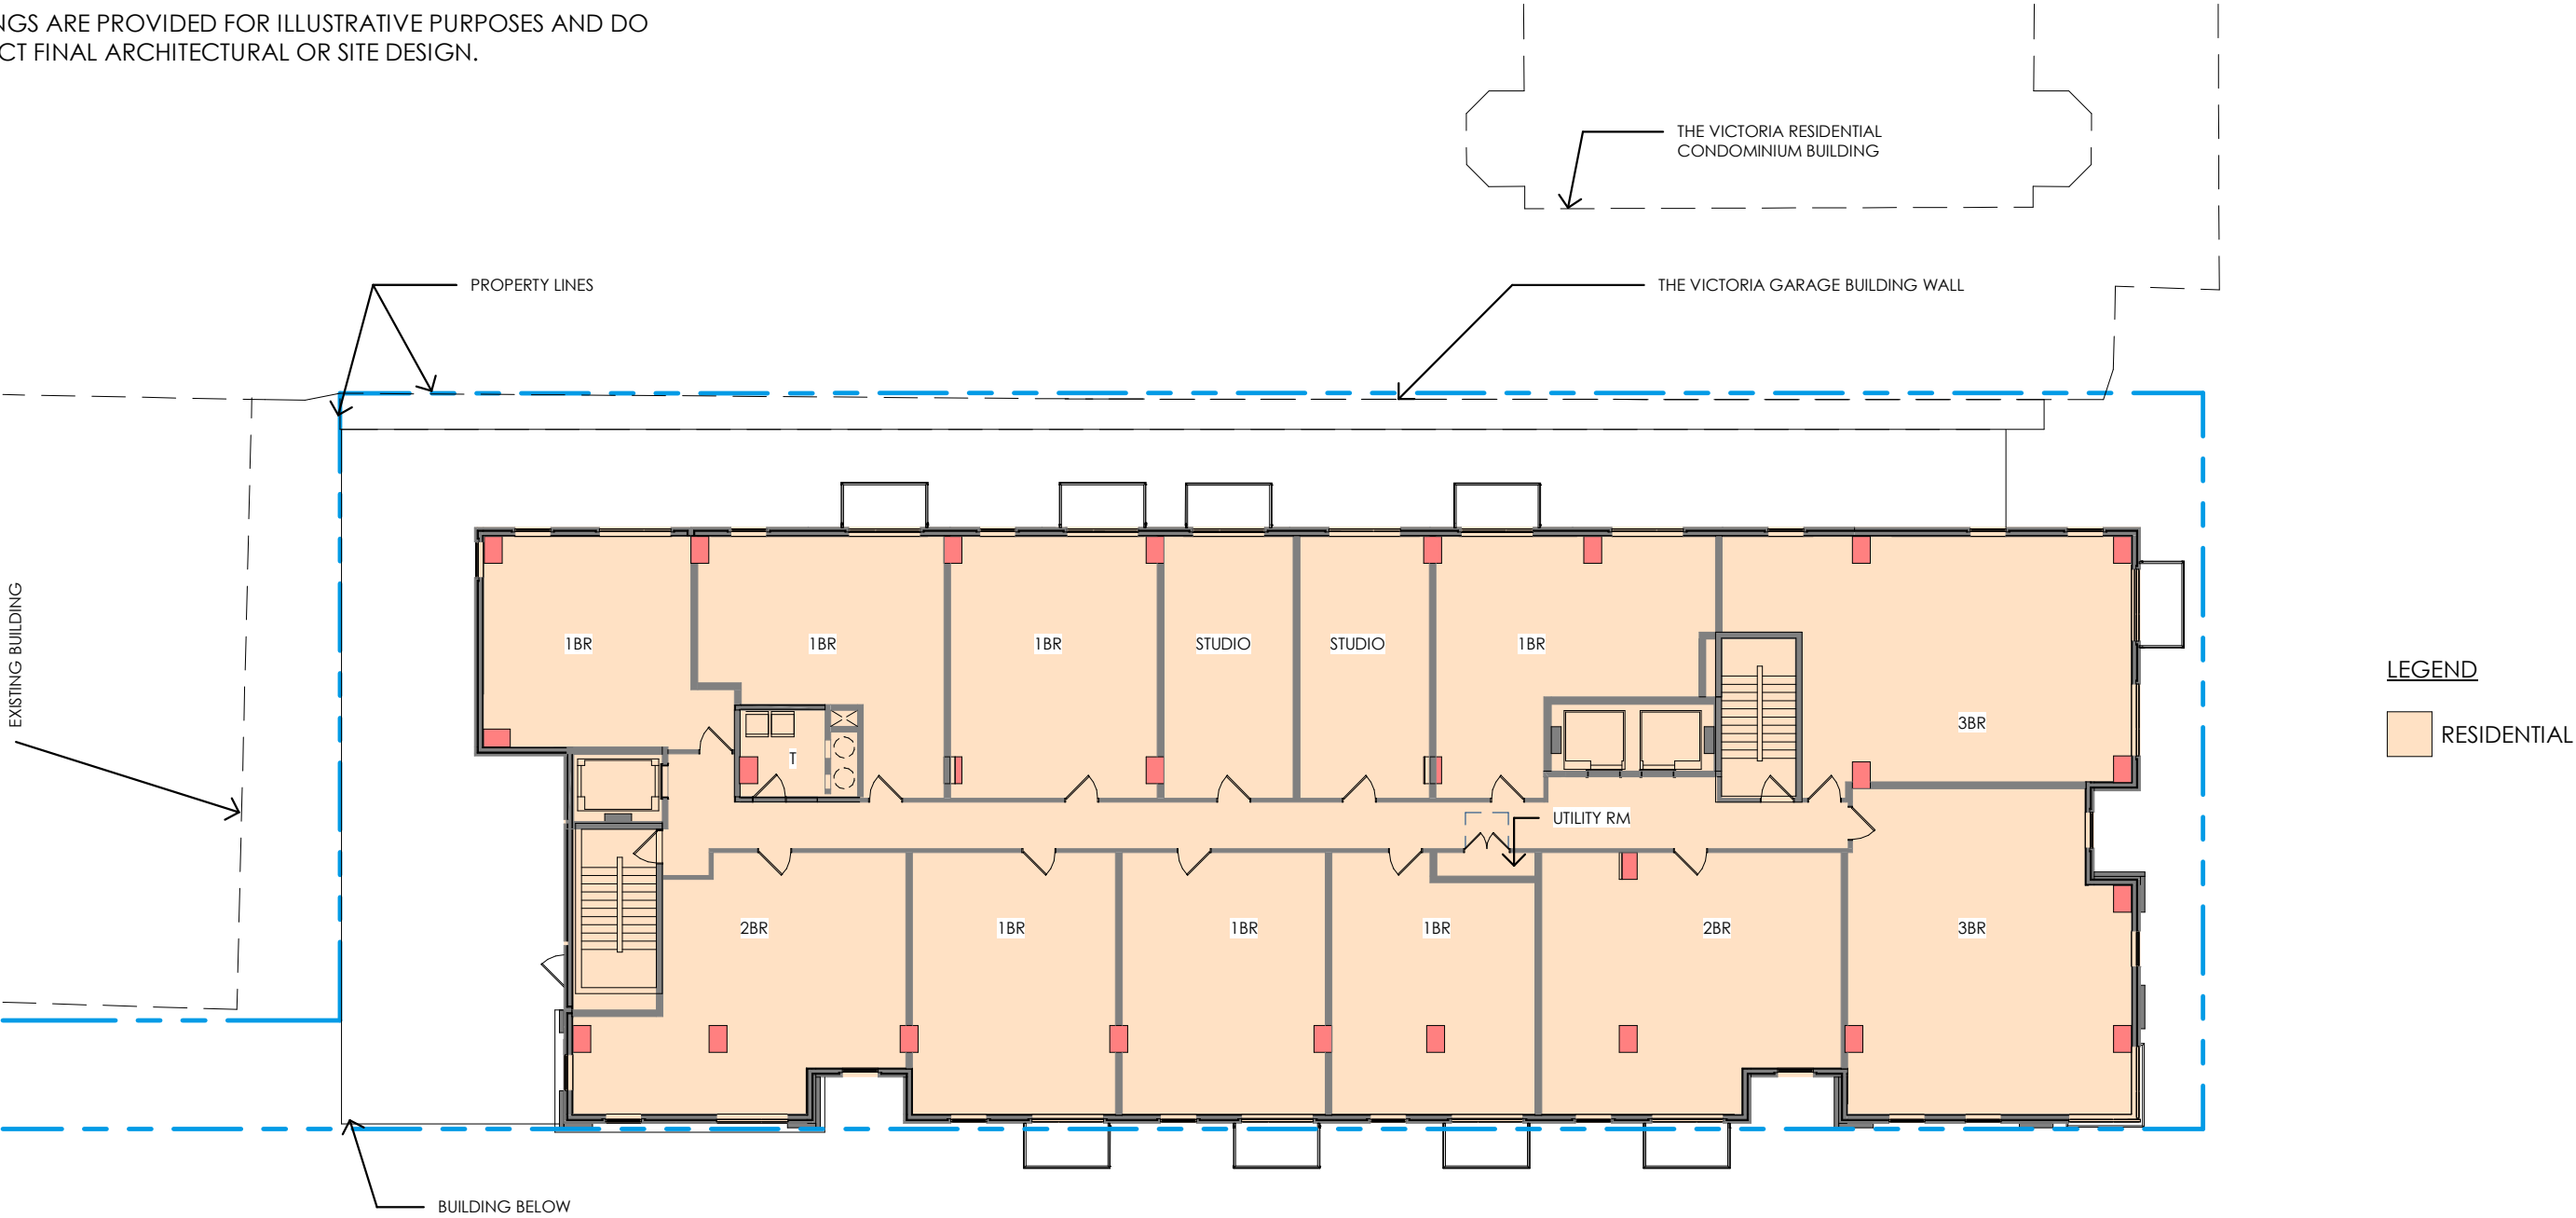 NGS ARE PROVIDED FOR ILLUSTRATIVE PURPOSES AND DO
CT FINAL ARCHITECTURAL OR SITE DESIGN.
THE VICTORIA RESIDENTIAL
CONDOMINIUM BUILDING
PROPERTY LINES
THE VICTORIA GARAGE BUILDING WALL
EXISTING BUILDING
1BR
1BR
1BR
STUDIO
STUDIO
1BR
3BR
T
UTILITY RM
2BR
1BR
1BR
1BR
2BR
3BR
BUILDING BELOW
LEGEND
RESIDENTIAL